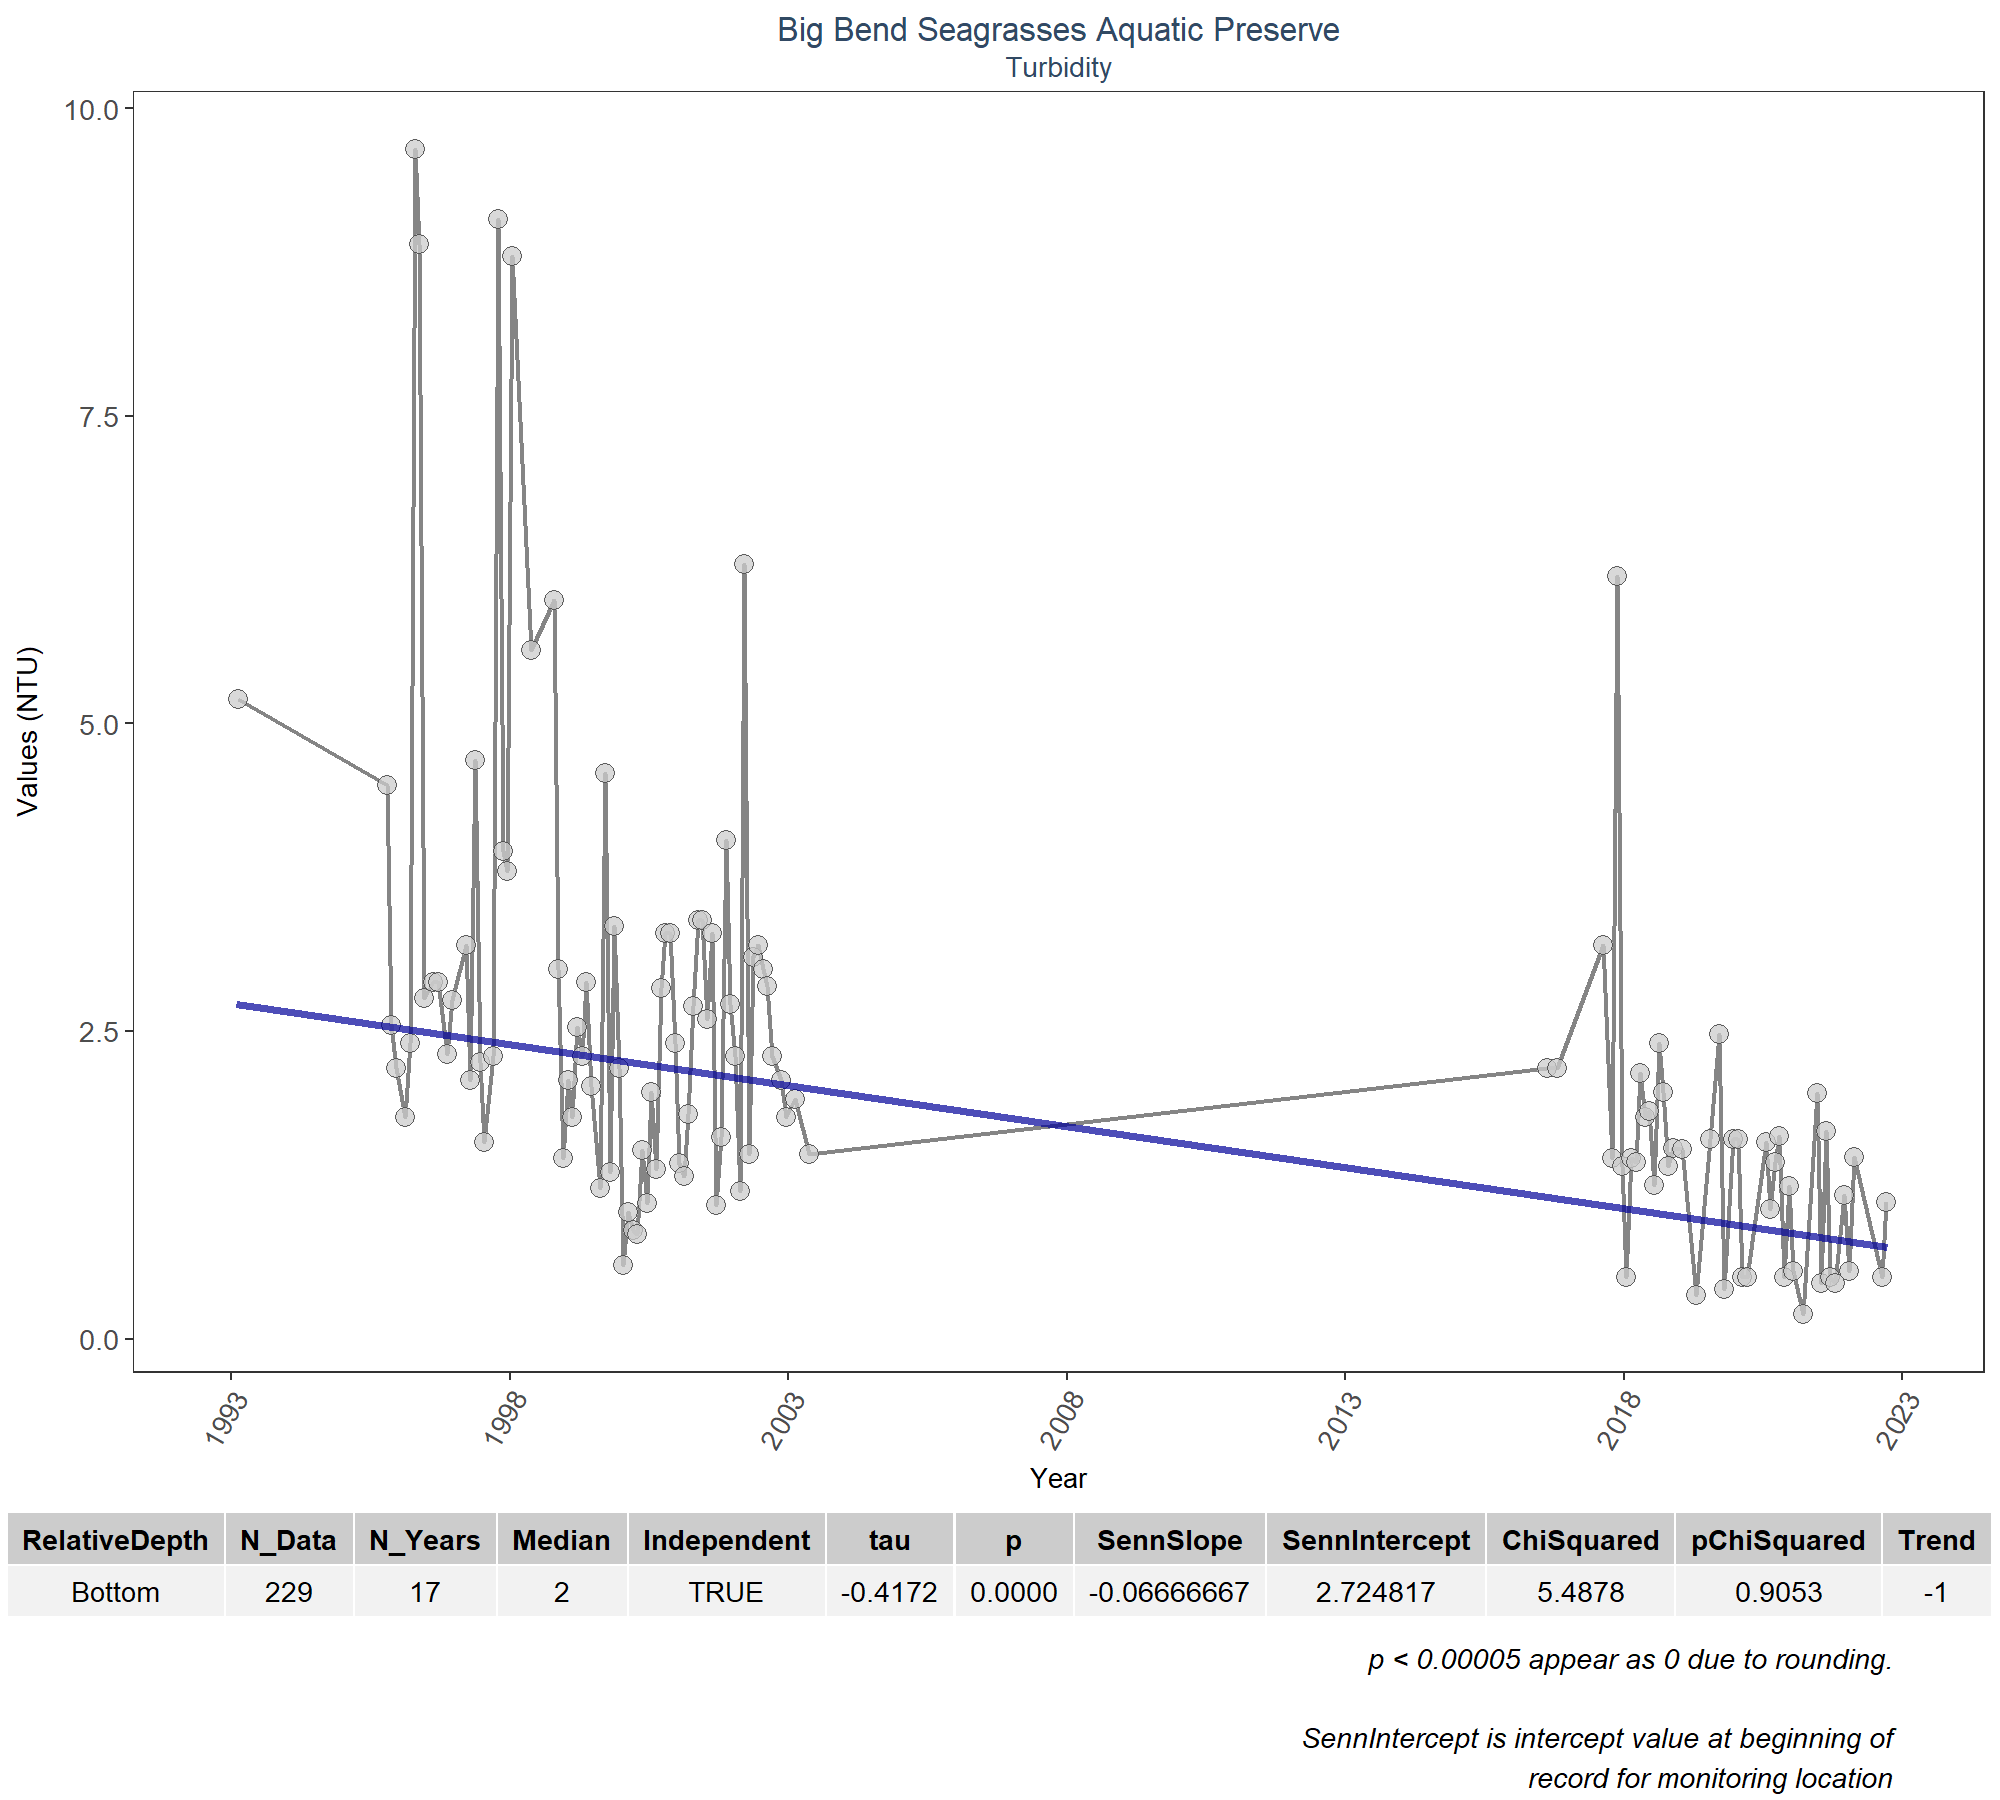 Big Bend Seagrasses Aquatic Preserve
Turbidity
10.0
7.5
5.0
2.5
0.0
Values (NTU)
1993 1998 2003 2008 2013 2018 2023
Year
RelativeDepth N_Data N_Years Median Independent tau p SennSlope SennIntercept ChiSquared pChiSquared Trend
Bottom 229 17 2 TRUE -0.4172 0.0000 -0.06666667 2.724817 5.4878 0.9053 -1
p < 0.00005 appear as 0 due to rounding.
SennIntercept is intercept value at beginning of
record for monitoring location